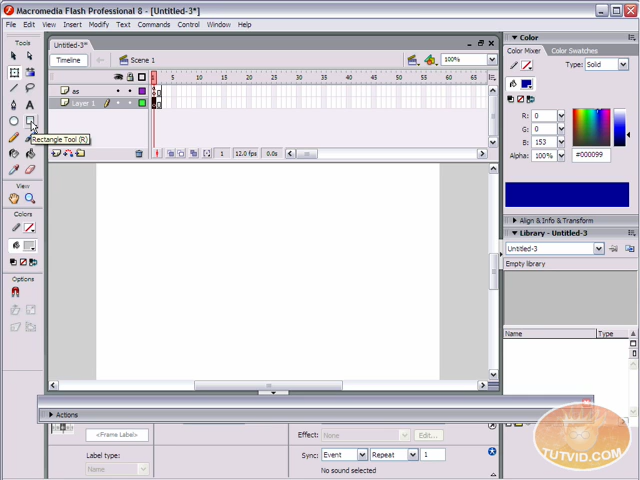 Macromedia Flash Professional 8 - [Untitled-3*]
File Edit View Insert Modify Text Commands Control Window Help
Tools
Untitled-3*
Timeline Scene 1 100%
1 5 10 15 20 25 30 35 40 45 50 55 60 65 70 75
as
Layer 1
Rectangle Tool (R)
1 12.0 fps 0.0s
View
Colors
Options
Color
Color Mixer Color Swatches
Type: Solid
R: 0
G: 0
B: 153
Alpha: 100% #000099
Align & Info & Transform
Library - Untitled-3
Untitled-3
Empty library
Name Type
Actions
<Frame Label>
Label type:
Name
Effect: None Edit...
Sync: Event Repeat 1
No sound selected
TUTVID.COM